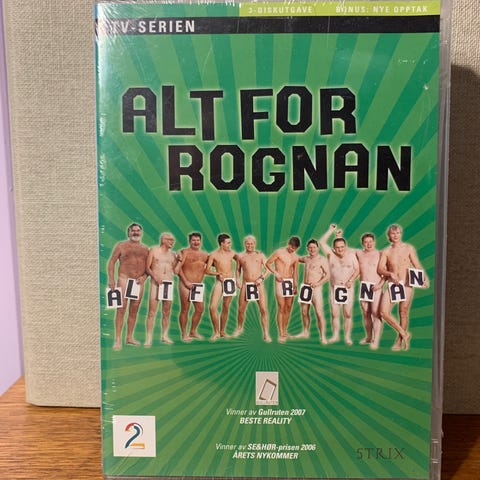 3-DISKUTGAVE BONUS: NYE OPPTAK
TV-SERIEN
ALT FOR
ROGNAN
ALT FOR ROGNAN
Vinner av Gullruten 2007
BESTE REALITY
2
Vinner av SE&HØR-prisen 2006
ÅRETS NYKOMMER
STRIX